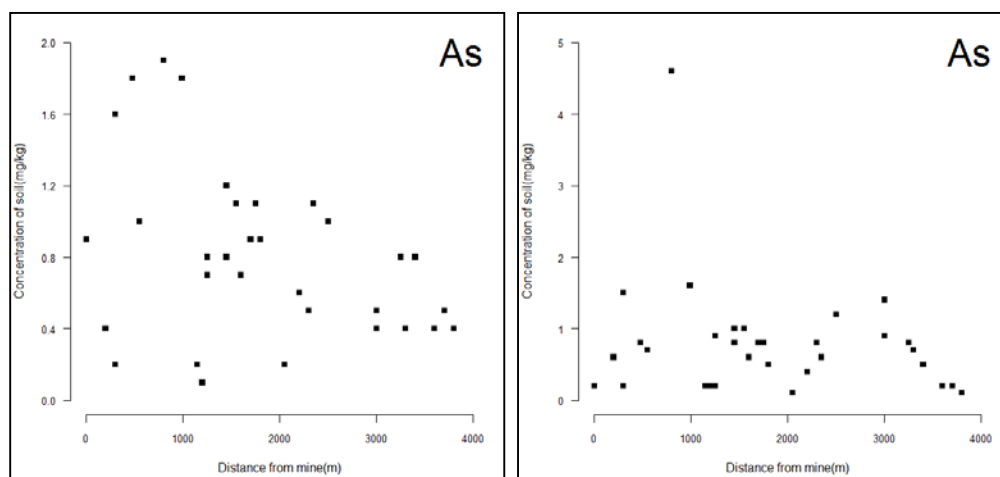 As
2.0
1.6
1.2
0.8
0.4
0.0
Concentration of soil(mg/kg)
0 1000 2000 3000 4000
Distance from mine(m)
As
5
4
3
2
1
0
Concentration of soil(mg/kg)
0 1000 2000 3000 4000
Distance from mine(m)